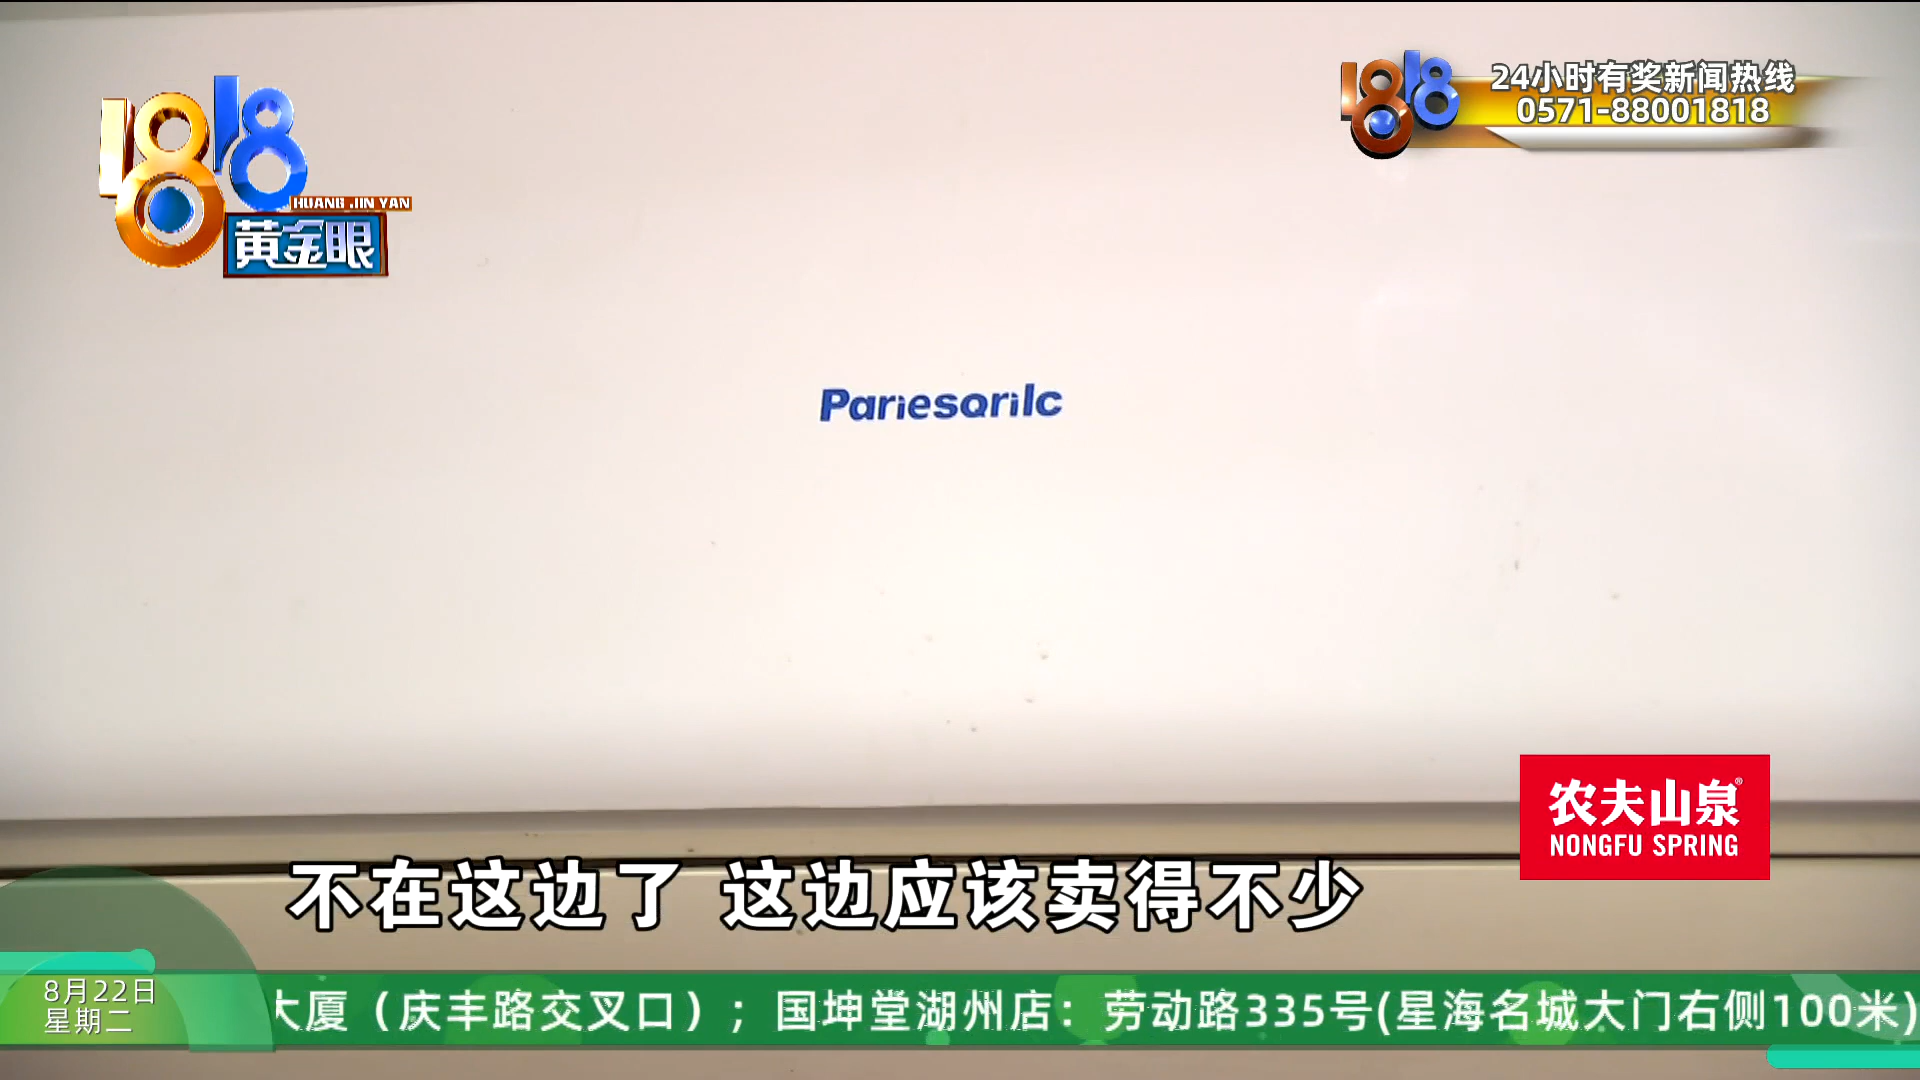 1818
HUANG JIN YAN
黄金眼
1818
24小时有奖新闻热线
0571-88001818
Pariesorilc
农夫山泉®
NONGFU SPRING
不在这边了 这边应该卖得不少
8月22日
星期二
大厦（庆丰路交叉口）；国坤堂湖州店：劳动路335号(星海名城大门右侧100米)